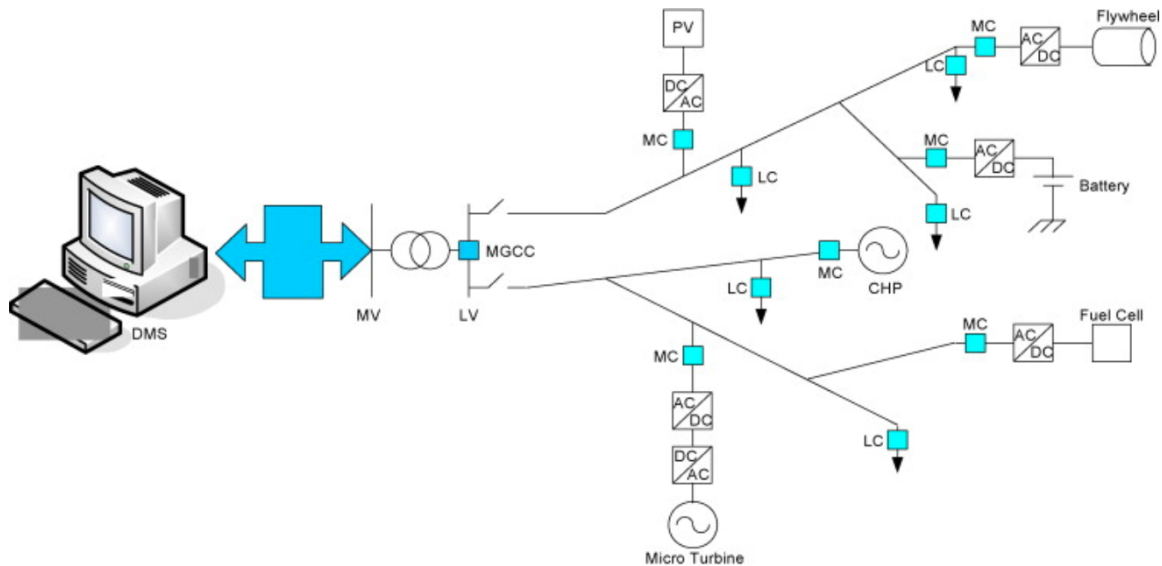 PV
Flywheel
MC
AC
DC
LC
DC
AC
MC
MC
AC
DC
LC
Battery
LC
MGCC
MC
CHP
LC
MV
LV
DMS
Fuel Cell
MC
AC
DC
MC
AC
DC
LC
DC
AC
Micro Turbine